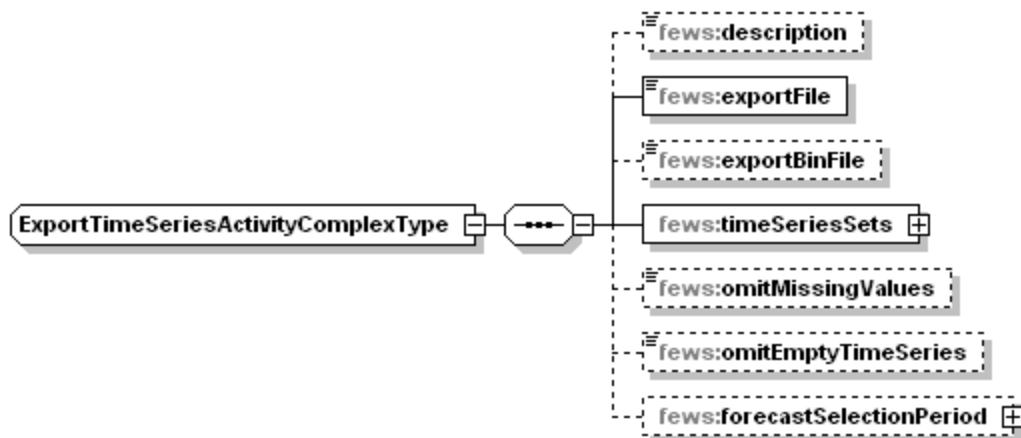 fews:description
fews:exportFile
fews:exportBinFile
ExportTimeSeriesActivityComplexType
fews:timeSeriesSets
fews:omitMissingValues
fews:omitEmptyTimeSeries
fews:forecastSelectionPeriod